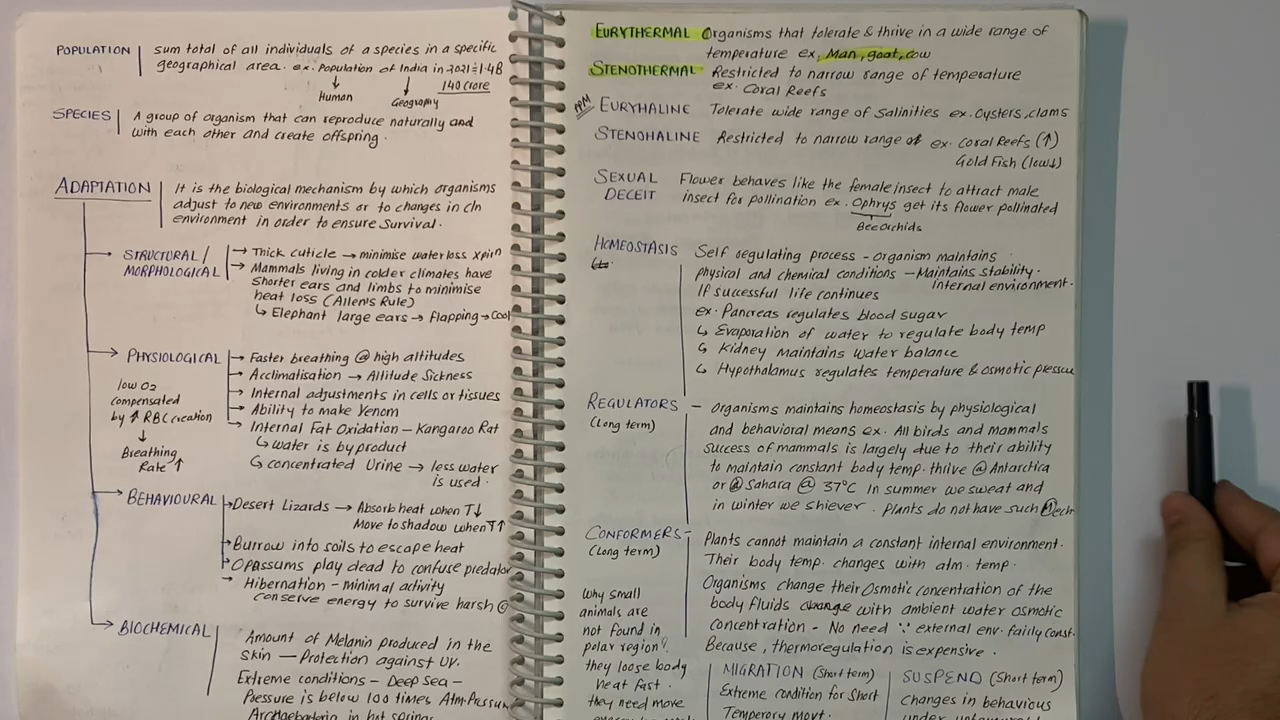 POPULATION
sum total of all individuals of a species in a specific
geographical area. ex. Population of India in 2021 ≈ 1.4B
Human
Geography
140 crore
SPECIES
A group of organism that can reproduce naturally and
with each other and create offspring.
ADAPTATION
It is the biological mechanism by which organisms
adjust to new environments or to changes in c/n
environment in order to ensure Survival.
STRUCTURAL /
MORPHOLOGICAL
→ Thick cuticle → minimise water loss xpirn
→ Mammals living in colder climates have
shorter ears and limbs to minimise
heat loss (Allen's Rule)
↳ Elephant large ears → flapping → Cool
PHYSIOLOGICAL
→ Faster breathing @ high altitudes
→ Acclimatisation → Altitude Sickness
→ Internal adjustments in cells or tissues
→ Ability to make Venom
→ Internal Fat Oxidation – Kangaroo Rat
↳ water is by product
↳ concentrated Urine → less water
is used.
low O2
compensated
by ↑ RBC creation
↓
Breathing
Rate ↑
BEHAVIOURAL
→ Desert Lizards → Absorb heat when T↓
Move to shadow when T↑
→ Burrow into soils to escape heat
→ Opassums play dead to confuse predator
→ Hibernation – minimal activity
conserve energy to survive harsh
BIOCHEMICAL
Amount of Melanin produced in the
skin — Protection against UV.
Extreme conditions – Deep sea –
Pressure is below 100 times Atm. Pressure
Archaebacteria in hot springs
EURYTHERMAL Organisms that tolerate & thrive in a wide range of
temperature ex, Man, goat, cow
STENOTHERMAL Restricted to narrow range of temperature
ex. Coral Reefs
PPM
EURYHALINE Tolerate wide range of Salinities ex. Oysters, clams
STENOHALINE Restricted to narrow range of ex. Coral Reefs (↑)
Gold Fish (low↓)
SEXUAL
DECEIT
Flower behaves like the female insect to attract male
insect for pollination ex. Ophrys get its flower pollinated
Bee Orchids
HOMEOSTASIS
Self regulating process – organism maintains
physical and chemical conditions – Maintains stability.
Internal environment.
If successful life continues
ex. Pancreas regulates blood sugar
↳ Evaporation of water to regulate body temp
↳ Kidney Maintains Water balance
↳ Hypothalamus regulates temperature & osmotic pressu
REGULATORS –
(Long term)
Organisms maintains homeostasis by physiological
and behavioral means ex. All birds and mammals
success of mammals is largely due to their ability
to maintain constant body temp. thrive @ Antarctica
or @ Sahara @ 37°C In summer we sweat and
in winter we shiever. Plants do not have such Mech
CONFORMERS –
(Long term)
Plants cannot maintain a constant internal environment.
Their body temp. changes with atm. temp.
Organisms change their Osmotic concentration of the
body fluids change with ambient water osmotic
concentration – No need ∵ external env. fairly const.
Because, thermoregulation is expensive.
Why small
animals are
not found in
polar region?
they loose body
heat fast.
they need more
MIGRATION (Short term)
Extreme condition for Short
Temporery movt.
SUSPEND (Short term)
changes in behavious